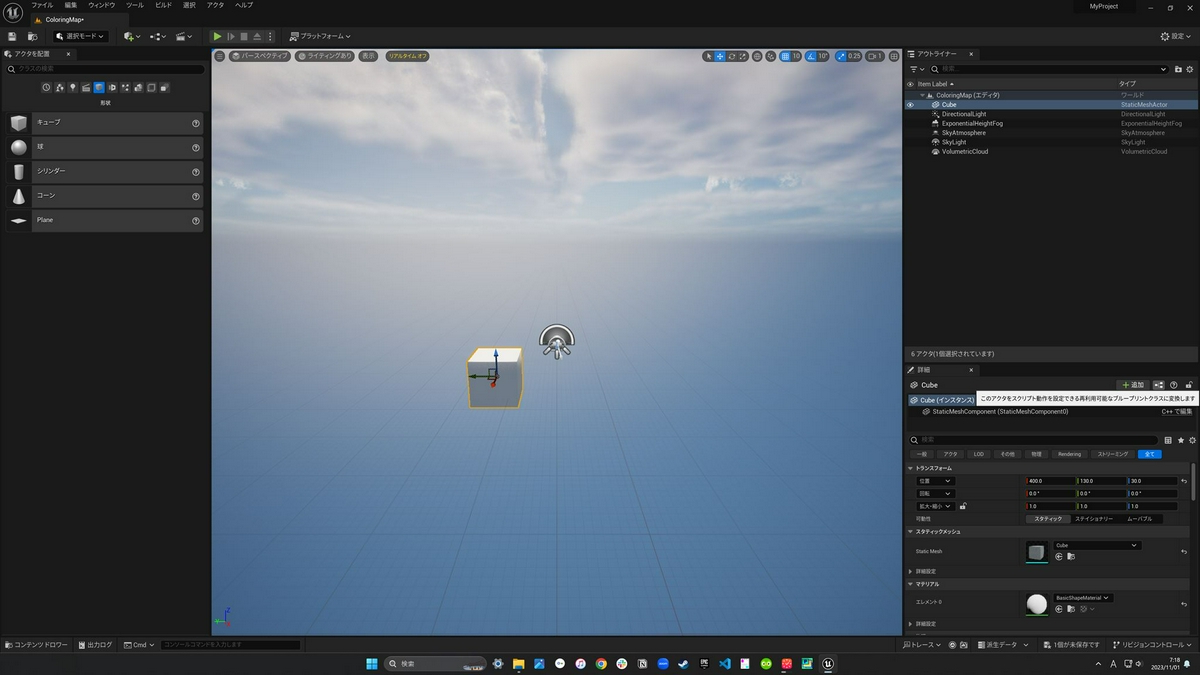 ファイル 編集 ウィンドウ ツール ビルド 選択 アクタ ヘルプ
MyProject
ColoringMap*
選択モード
プラットフォーム
設定
アクタを配置
クラスの検索
形状
キューブ
球
シリンダー
コーン
Plane
パースペクティブ
ライティングあり
表示
リアルタイム オフ
10
10°
0.25
1
アウトライナー
検索
Item Label
タイプ
ColoringMap (エディタ) ワールド
Cube StaticMeshActor
DirectionalLight DirectionalLight
ExponentialHeightFog ExponentialHeightFog
SkyAtmosphere SkyAtmosphere
SkyLight SkyLight
VolumetricCloud VolumetricCloud
6 アクタ(1個選択されています)
詳細
Cube
追加
Cube (インスタンス)
このアクタをスクリプト動作を設定できる再利用可能なブループリントクラスに変換します
StaticMeshComponent (StaticMeshComponent0)
C++ で編集
検索
一般 アクタ LOD その他 物理 Rendering ストリーミング 全て
トランスフォーム
位置 400.0 130.0 30.0
回転 0.0° 0.0° 0.0°
拡大・縮小 1.0 1.0 1.0
可動性 スタティック ステイショナリー ムーバブル
スタティックメッシュ
Static Mesh Cube
詳細設定
マテリアル
エレメント 0 BasicShapeMaterial
詳細設定
コンテンツドロワー 出力ログ Cmd コンソールコマンドを入力します
トレース 派生データ 1個が未保存です リビジョンコントロール
検索
A
7:18
2023/11/01